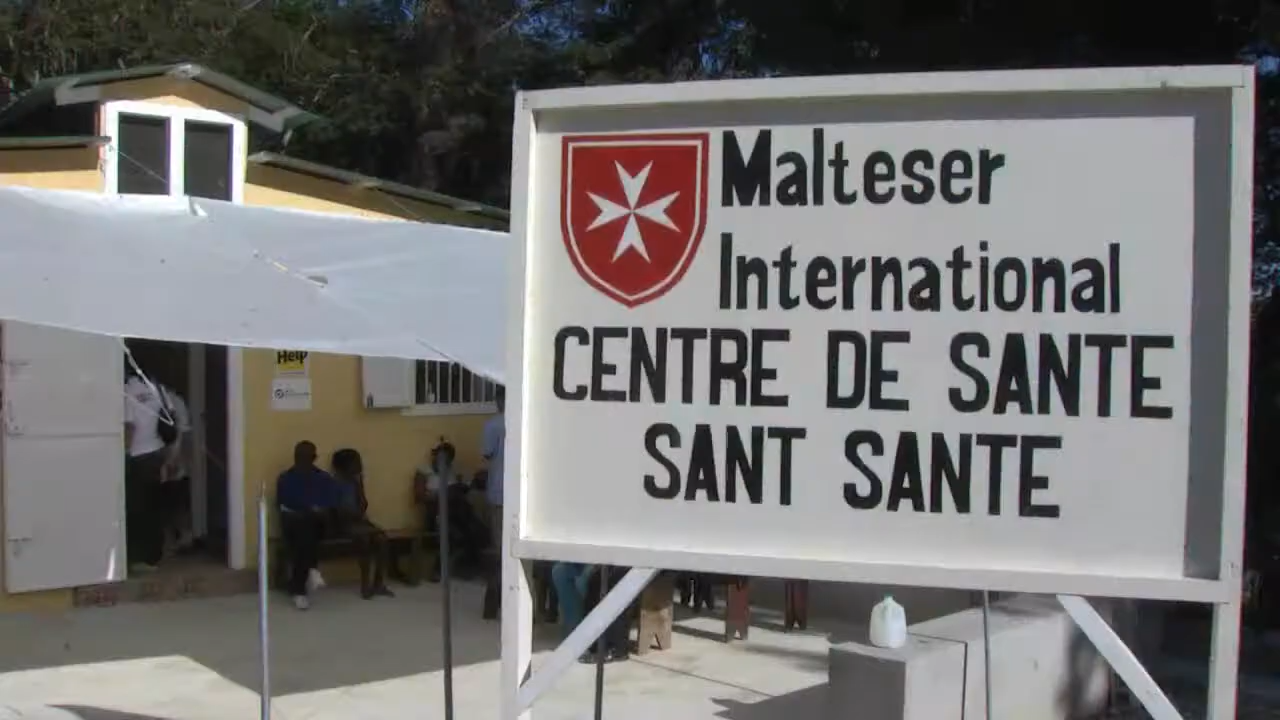 Malteser
International
CENTRE DE SANTE
SANT SANTE
Help